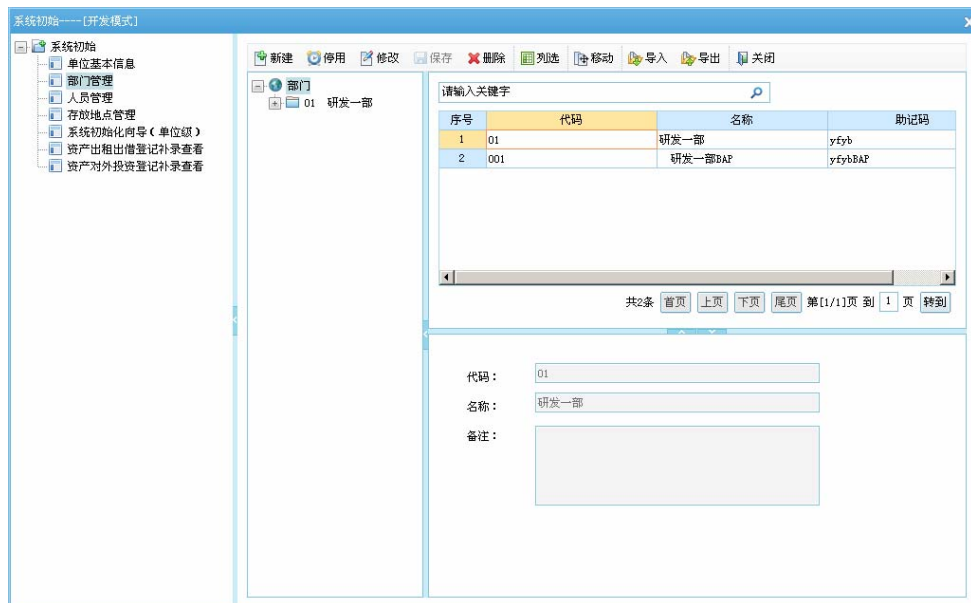 系统初始----[开发模式]
系统初始
单位基本信息
部门管理
人员管理
存放地点管理
系统初始化向导(单位级)
资产出租出借登记补录查看
资产对外投资登记补录查看
新建 停用 修改 保存 删除 列选 移动 导入 导出 关闭
部门
01 研发一部
请输入关键字
序号 代码 名称 助记码
1 01 研发一部 yfyb
2 001 研发一部BAP yfybBAP
共2条 首页 上页 下页 尾页 第[1/1]页 到 1 页 转到
代码: 01
名称: 研发一部
备注: